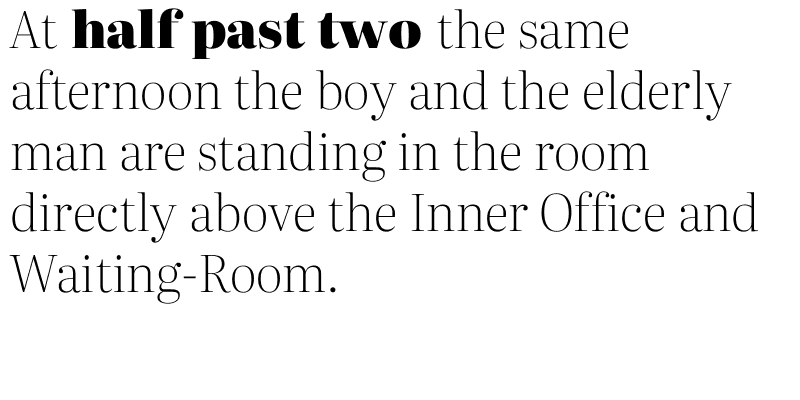 At half past two the same
afternoon the boy and the elderly
man are standing in the room
directly above the Inner Office and
Waiting-Room.